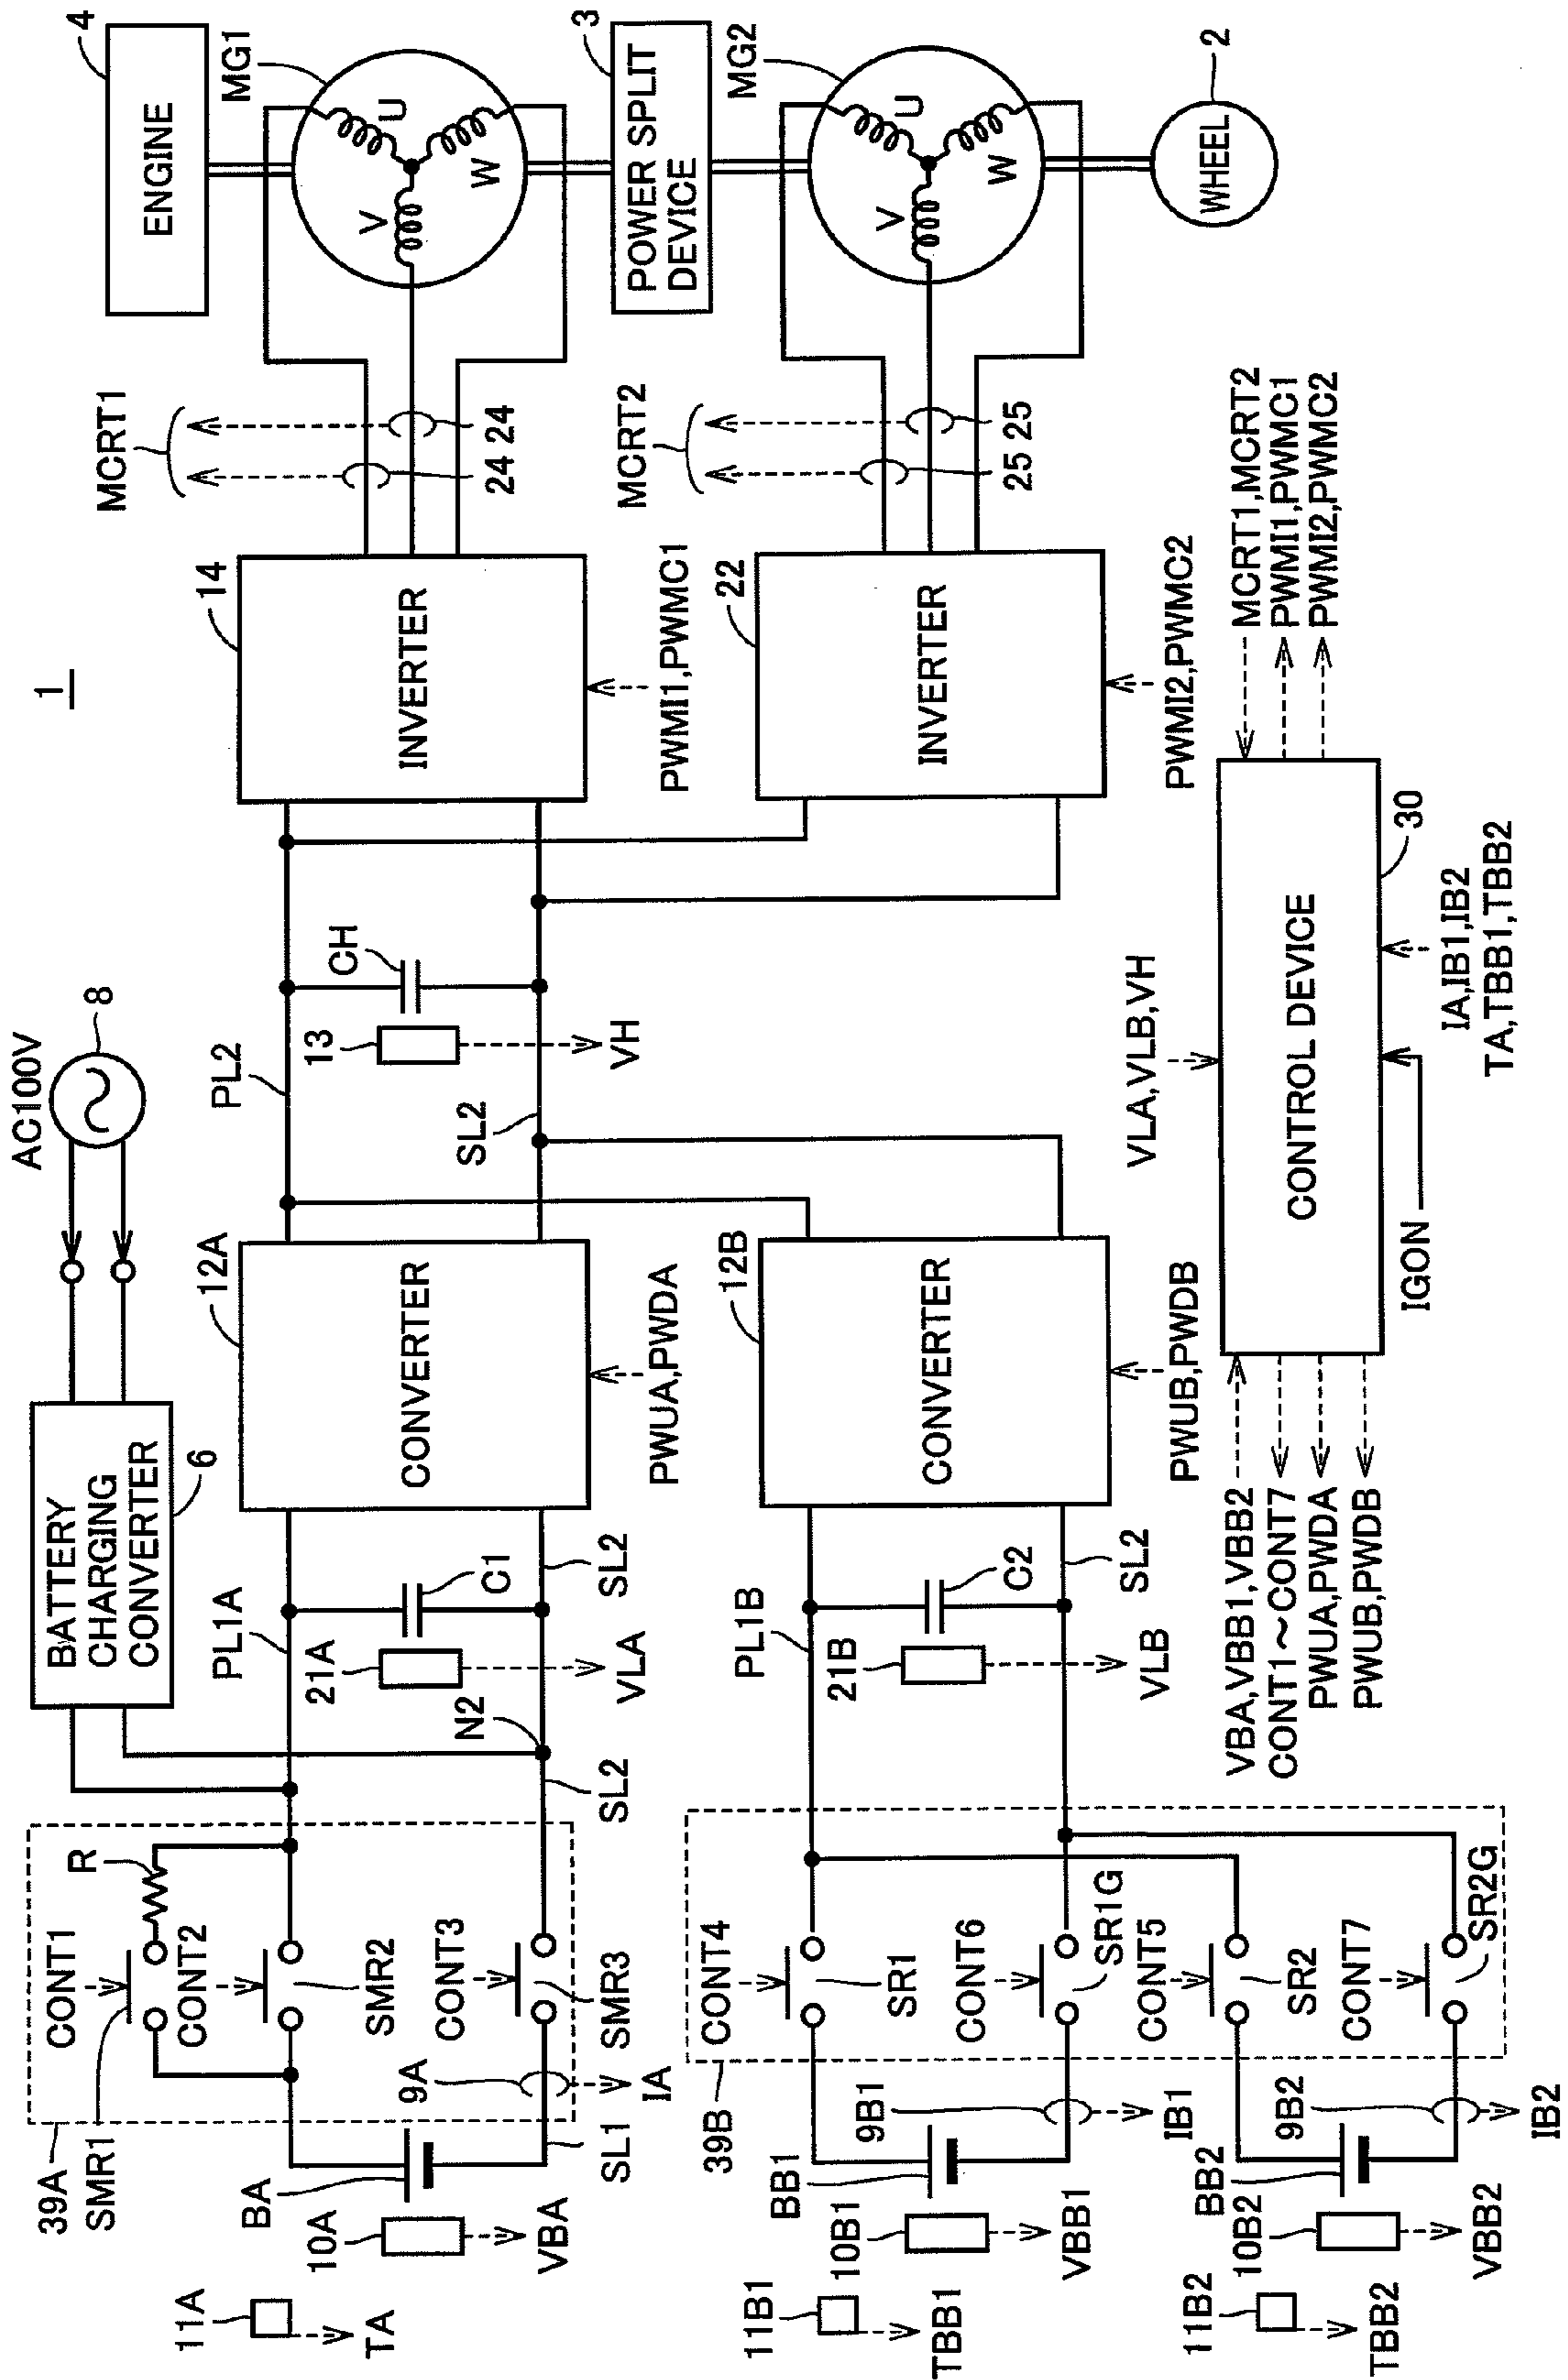 1
AC100V
8
BATTERY
CHARGING
CONVERTER
6
39A
SMR1
CONT1
R
CONT2
SMR2
CONT3
SMR3
9A
IA
SL1
BA
10A
VBA
11A
TA
PL1A
21A
C1
VLA
N2
SL2
SL2
12A
CONVERTER
PWUA,PWDA
PL2
SL2
13
CH
VH
14
INVERTER
PWMI1,PWMC1
MCRT1
24 24
4
ENGINE
MG1
U
V
W
3
POWER SPLIT
DEVICE
MG2
U
V
W
2
WHEEL
MCRT2
25 25
22
INVERTER
PWMI2,PWMC2
12B
CONVERTER
PWUB,PWDB
PL1B
21B
C2
VLB
SL2
39B
CONT4
SR1
CONT6
SR1G
CONT5
SR2
CONT7
SR2G
BB1
9B1
IB1
10B1
VBB1
11B1
TBB1
BB2
9B2
IB2
10B2
VBB2
11B2
TBB2
VLA,VLB,VH
CONTROL DEVICE
30
VBA,VBB1,VBB2
CONT1~CONT7
PWUA,PWDA
PWUB,PWDB
MCRT1,MCRT2
PWMI1,PWMC1
PWMI2,PWMC2
IGON
IA,IB1,IB2
TA,TBB1,TBB2